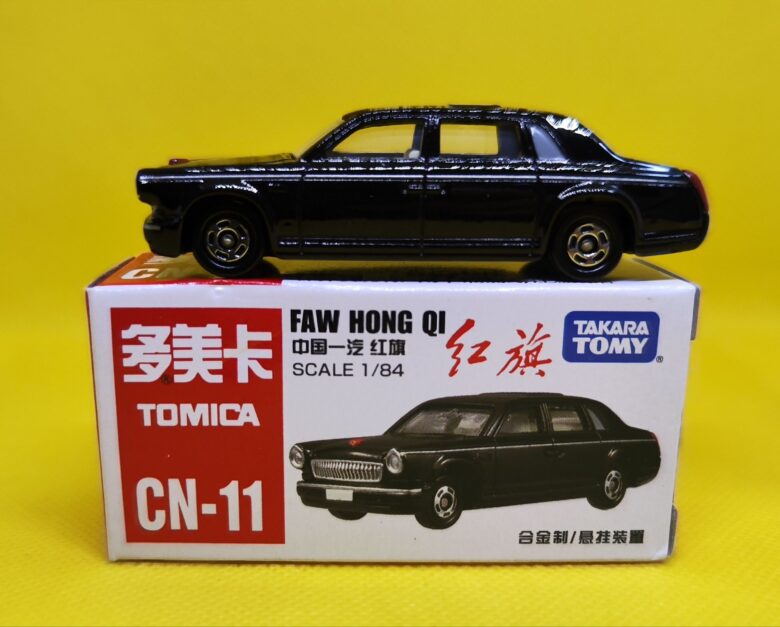 CN-
多美卡
TOMICA
CN-11
FAW HONG QI
中国一汽 红旗
SCALE 1/84
红旗
TAKARA
TOMY
合金制/悬挂装置